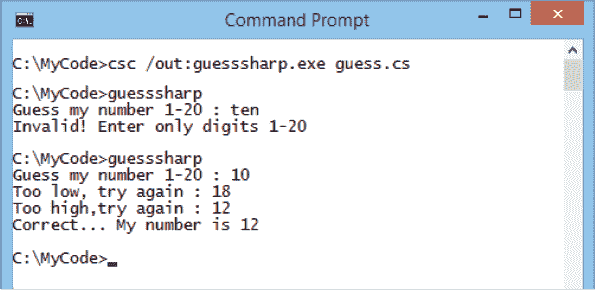 Command Prompt
C:\MyCode>csc /out:guesssharp.exe guess.cs
C:\MyCode>guesssharp
Guess my number 1-20 : ten
Invalid! Enter only digits 1-20
C:\MyCode>guesssharp
Guess my number 1-20 : 10
Too low, try again : 18
Too high,try again : 12
Correct... My number is 12
C:\MyCode>_